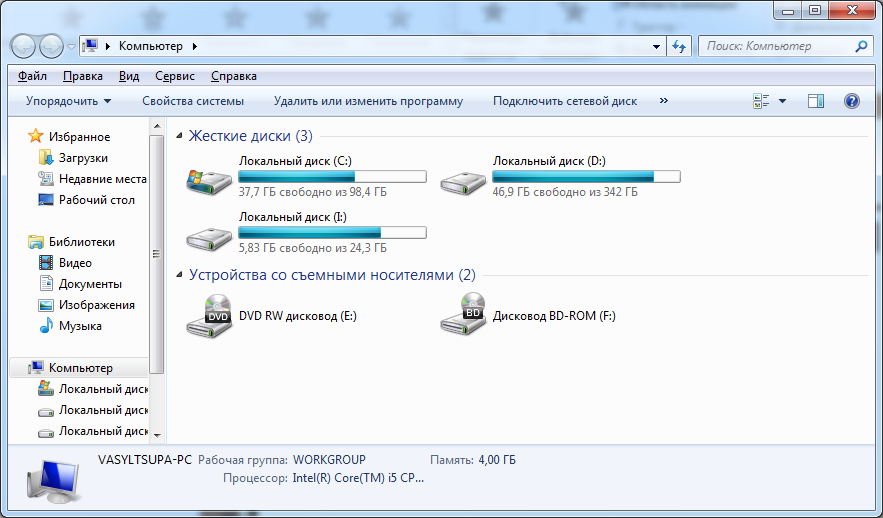 Компьютер
Поиск: Компьютер
Файл Правка Вид Сервис Справка
Упорядочить Свойства системы Удалить или изменить программу Подключить сетевой диск »
Избранное
Загрузки
Недавние места
Рабочий стол
Библиотеки
Видео
Документы
Изображения
Музыка
Компьютер
Локальный диск
Локальный диск
Локальный диск
Жесткие диски (3)
Локальный диск (C:)
37,7 ГБ свободно из 98,4 ГБ
Локальный диск (D:)
46,9 ГБ свободно из 342 ГБ
Локальный диск (I:)
5,83 ГБ свободно из 24,3 ГБ
Устройства со съемными носителями (2)
DVD
DVD RW дисковод (E:)
BD
Дисковод BD-ROM (F:)
VASYLTSUPA-PC Рабочая группа: WORKGROUP Память: 4,00 ГБ
Процессор: Intel(R) Core(TM) i5 CP...